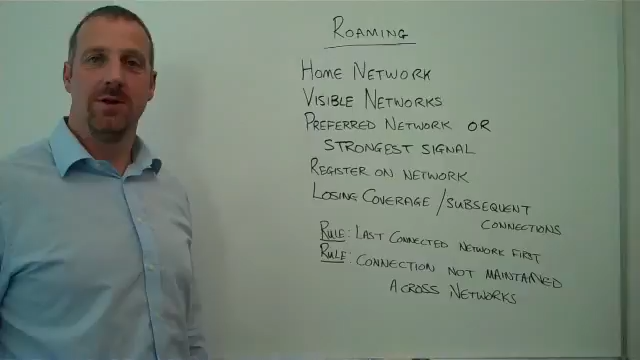 ROAMING
HOME NETWORK
VISIBLE NETWORKS
PREFERRED NETWORK OR
STRONGEST SIGNAL
REGISTER ON NETWORK
LOSING COVERAGE / SUBSEQUENT
CONNECTIONS
RULE: LAST CONNECTED NETWORK FIRST
RULE: CONNECTION NOT MAINTAINED
ACROSS NETWORKS